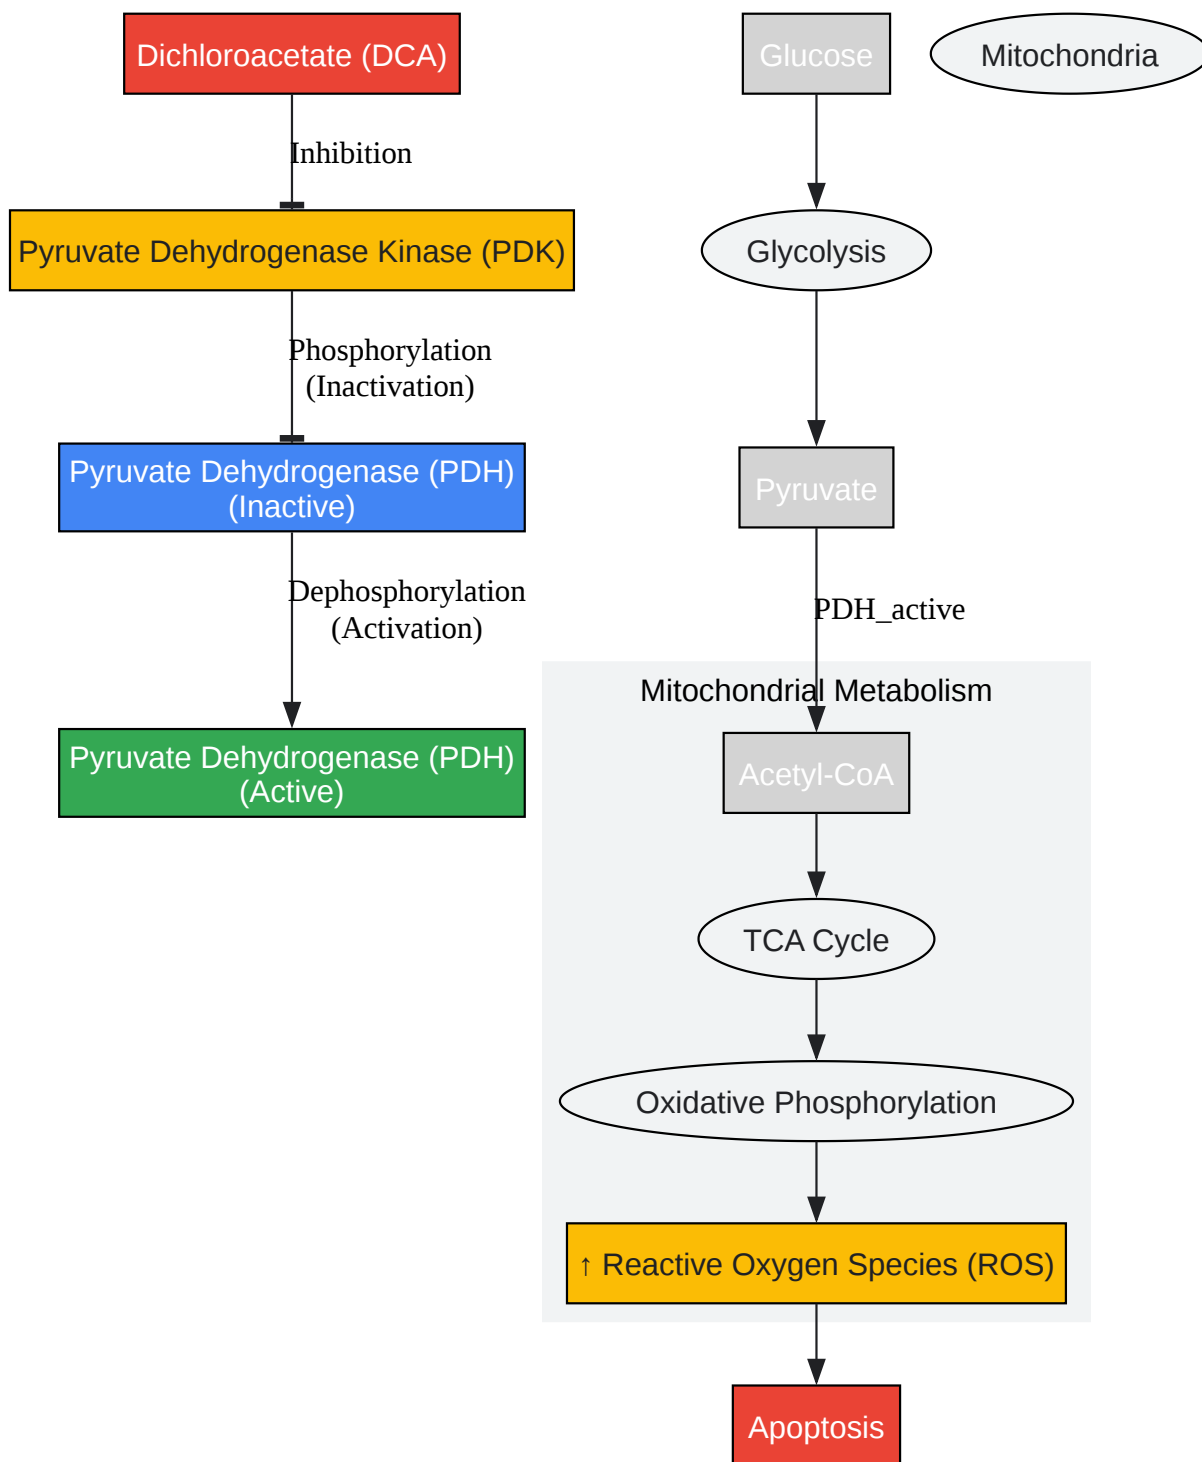 Dichloroacetate (DCA)
Inhibition
Pyruvate Dehydrogenase Kinase (PDK)
Phosphorylation
(Inactivation)
Pyruvate Dehydrogenase (PDH)
(Inactive)
Dephosphorylation
(Activation)
Pyruvate Dehydrogenase (PDH)
(Active)
Glucose
Glycolysis
Pyruvate
PDH_active
Mitochondrial Metabolism
Acetyl-CoA
TCA Cycle
Oxidative Phosphorylation
↑ Reactive Oxygen Species (ROS)
Apoptosis
Mitochondria